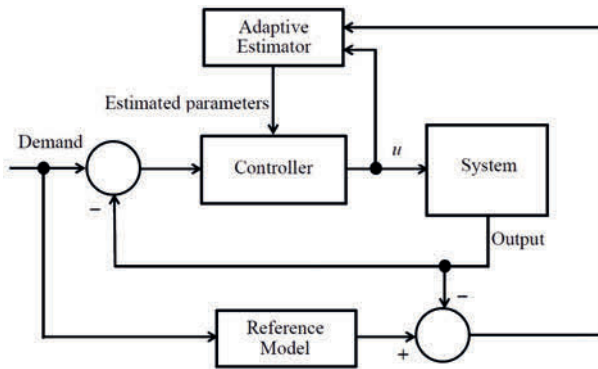 Adaptive
Estimator
Estimated parameters
Demand
Controller
u
System
−
Output
−
Reference
Model
+